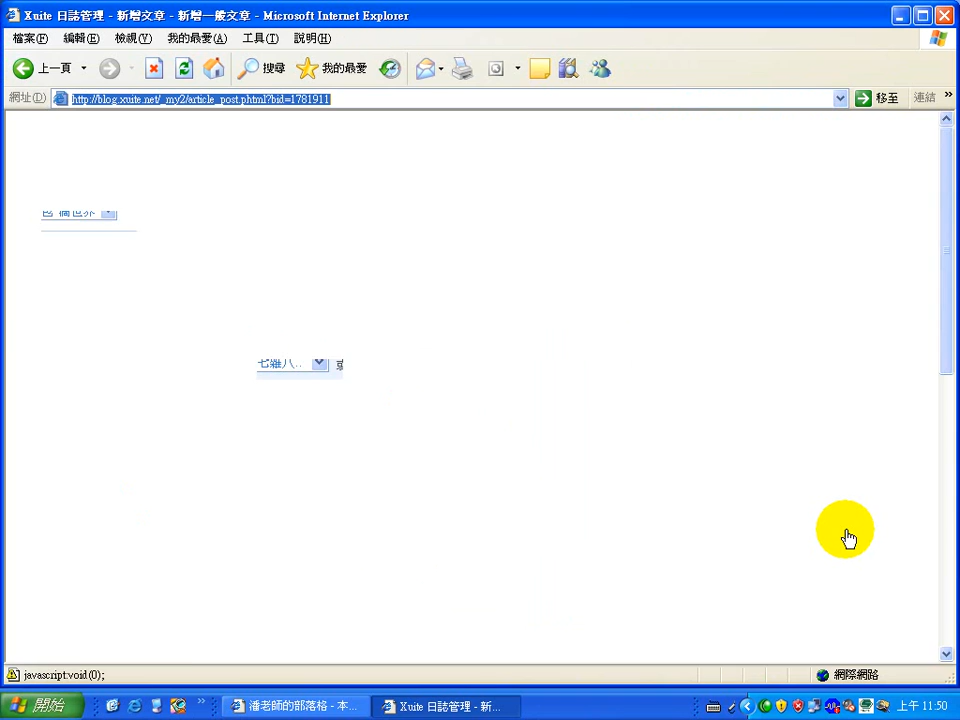 Xuite 日誌管理 - 新增文章 - 新增一般文章 - Microsoft Internet Explorer
檔案(F) 編輯(E) 檢視(V) 我的最愛(A) 工具(T) 說明(H)
上一頁 搜尋 我的最愛
網址(D) http://blog.xuite.net/_my2/article_post.phtml?bid=1781911 移至 連結 »
個世界
七雜八..
javascript:void(0); 網際網路
開始 » 潘老師的部落格 - 本... Xuite 日誌管理 - 新... 上午 11:50